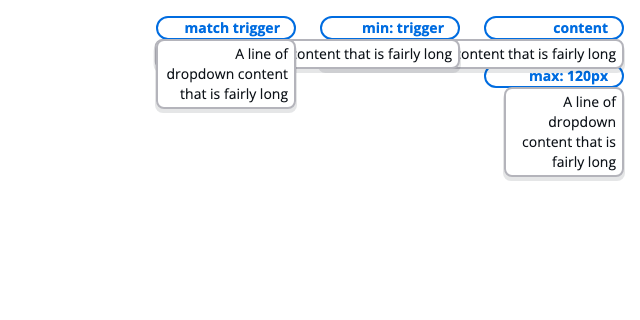 match trigger
min: trigger
content
A line of
dropdown content
that is fairly long
ontent that is fairly long
ontent that is fairly long
max: 120px
A line of
dropdown
content that is
fairly long